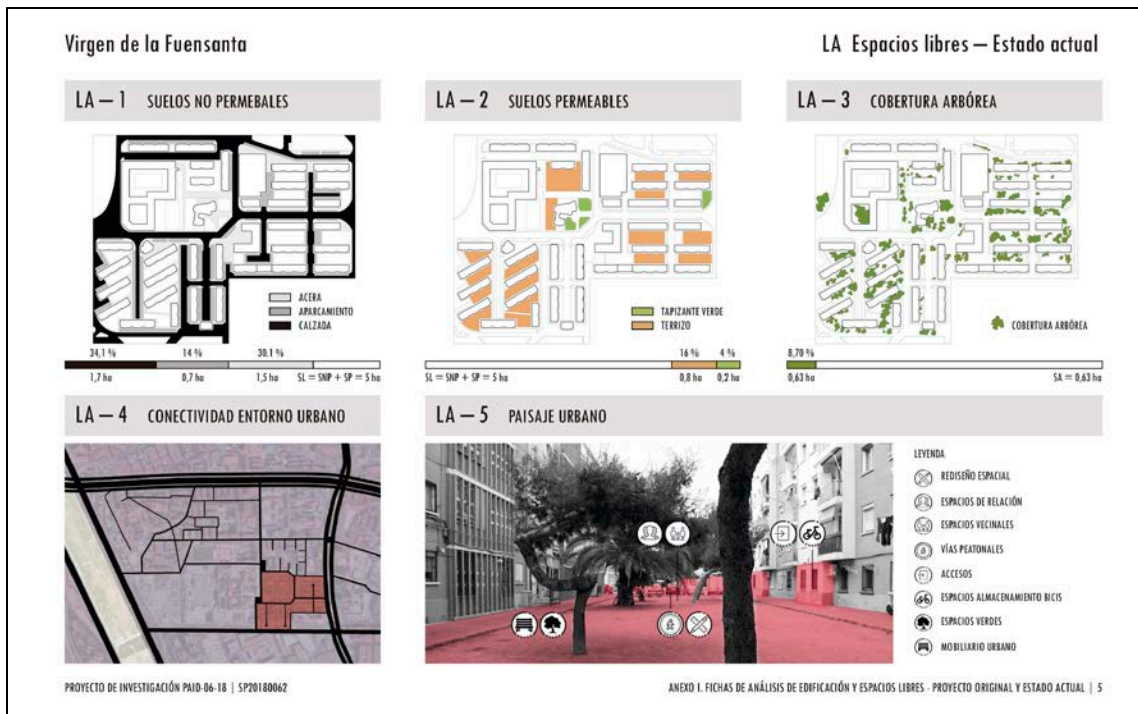 Virgen de la Fuensanta
LA Espacios libres – Estado actual
LA – 1 SUELOS NO PERMEBALES
ACERA
APARCAMIENTO
CALZADA
34,1 % 14 % 30.1 %
1,7 ha 0,7 ha 1,5 ha SL = SNP + SP = 5 ha
LA – 2 SUELOS PERMEABLES
TAPIZANTE VERDE
TERRIZO
16 % 4 %
SL = SNP + SP = 5 ha 0,8 ha 0,2 ha
LA – 3 COBERTURA ARBÓREA
COBERTURA ARBÓREA
8,70 %
0,63 ha SA = 0,63 ha
LA – 4 CONECTIVIDAD ENTORNO URBANO
LA – 5 PAISAJE URBANO
LEYENDA
REDISEÑO ESPACIAL
ESPACIOS DE RELACIÓN
ESPACIOS VECINALES
VÍAS PEATONALES
ACCESOS
ESPACIOS ALMACENAMIENTO BICIS
ESPACIOS VERDES
MOBILIARIO URBANO
PROYECTO DE INVESTIGACIÓN PAID-06-18 | SP20180062
ANEXO I. FICHAS DE ANÁLISIS DE EDIFICACIÓN Y ESPACIOS LIBRES - PROYECTO ORIGINAL Y ESTADO ACTUAL | 5